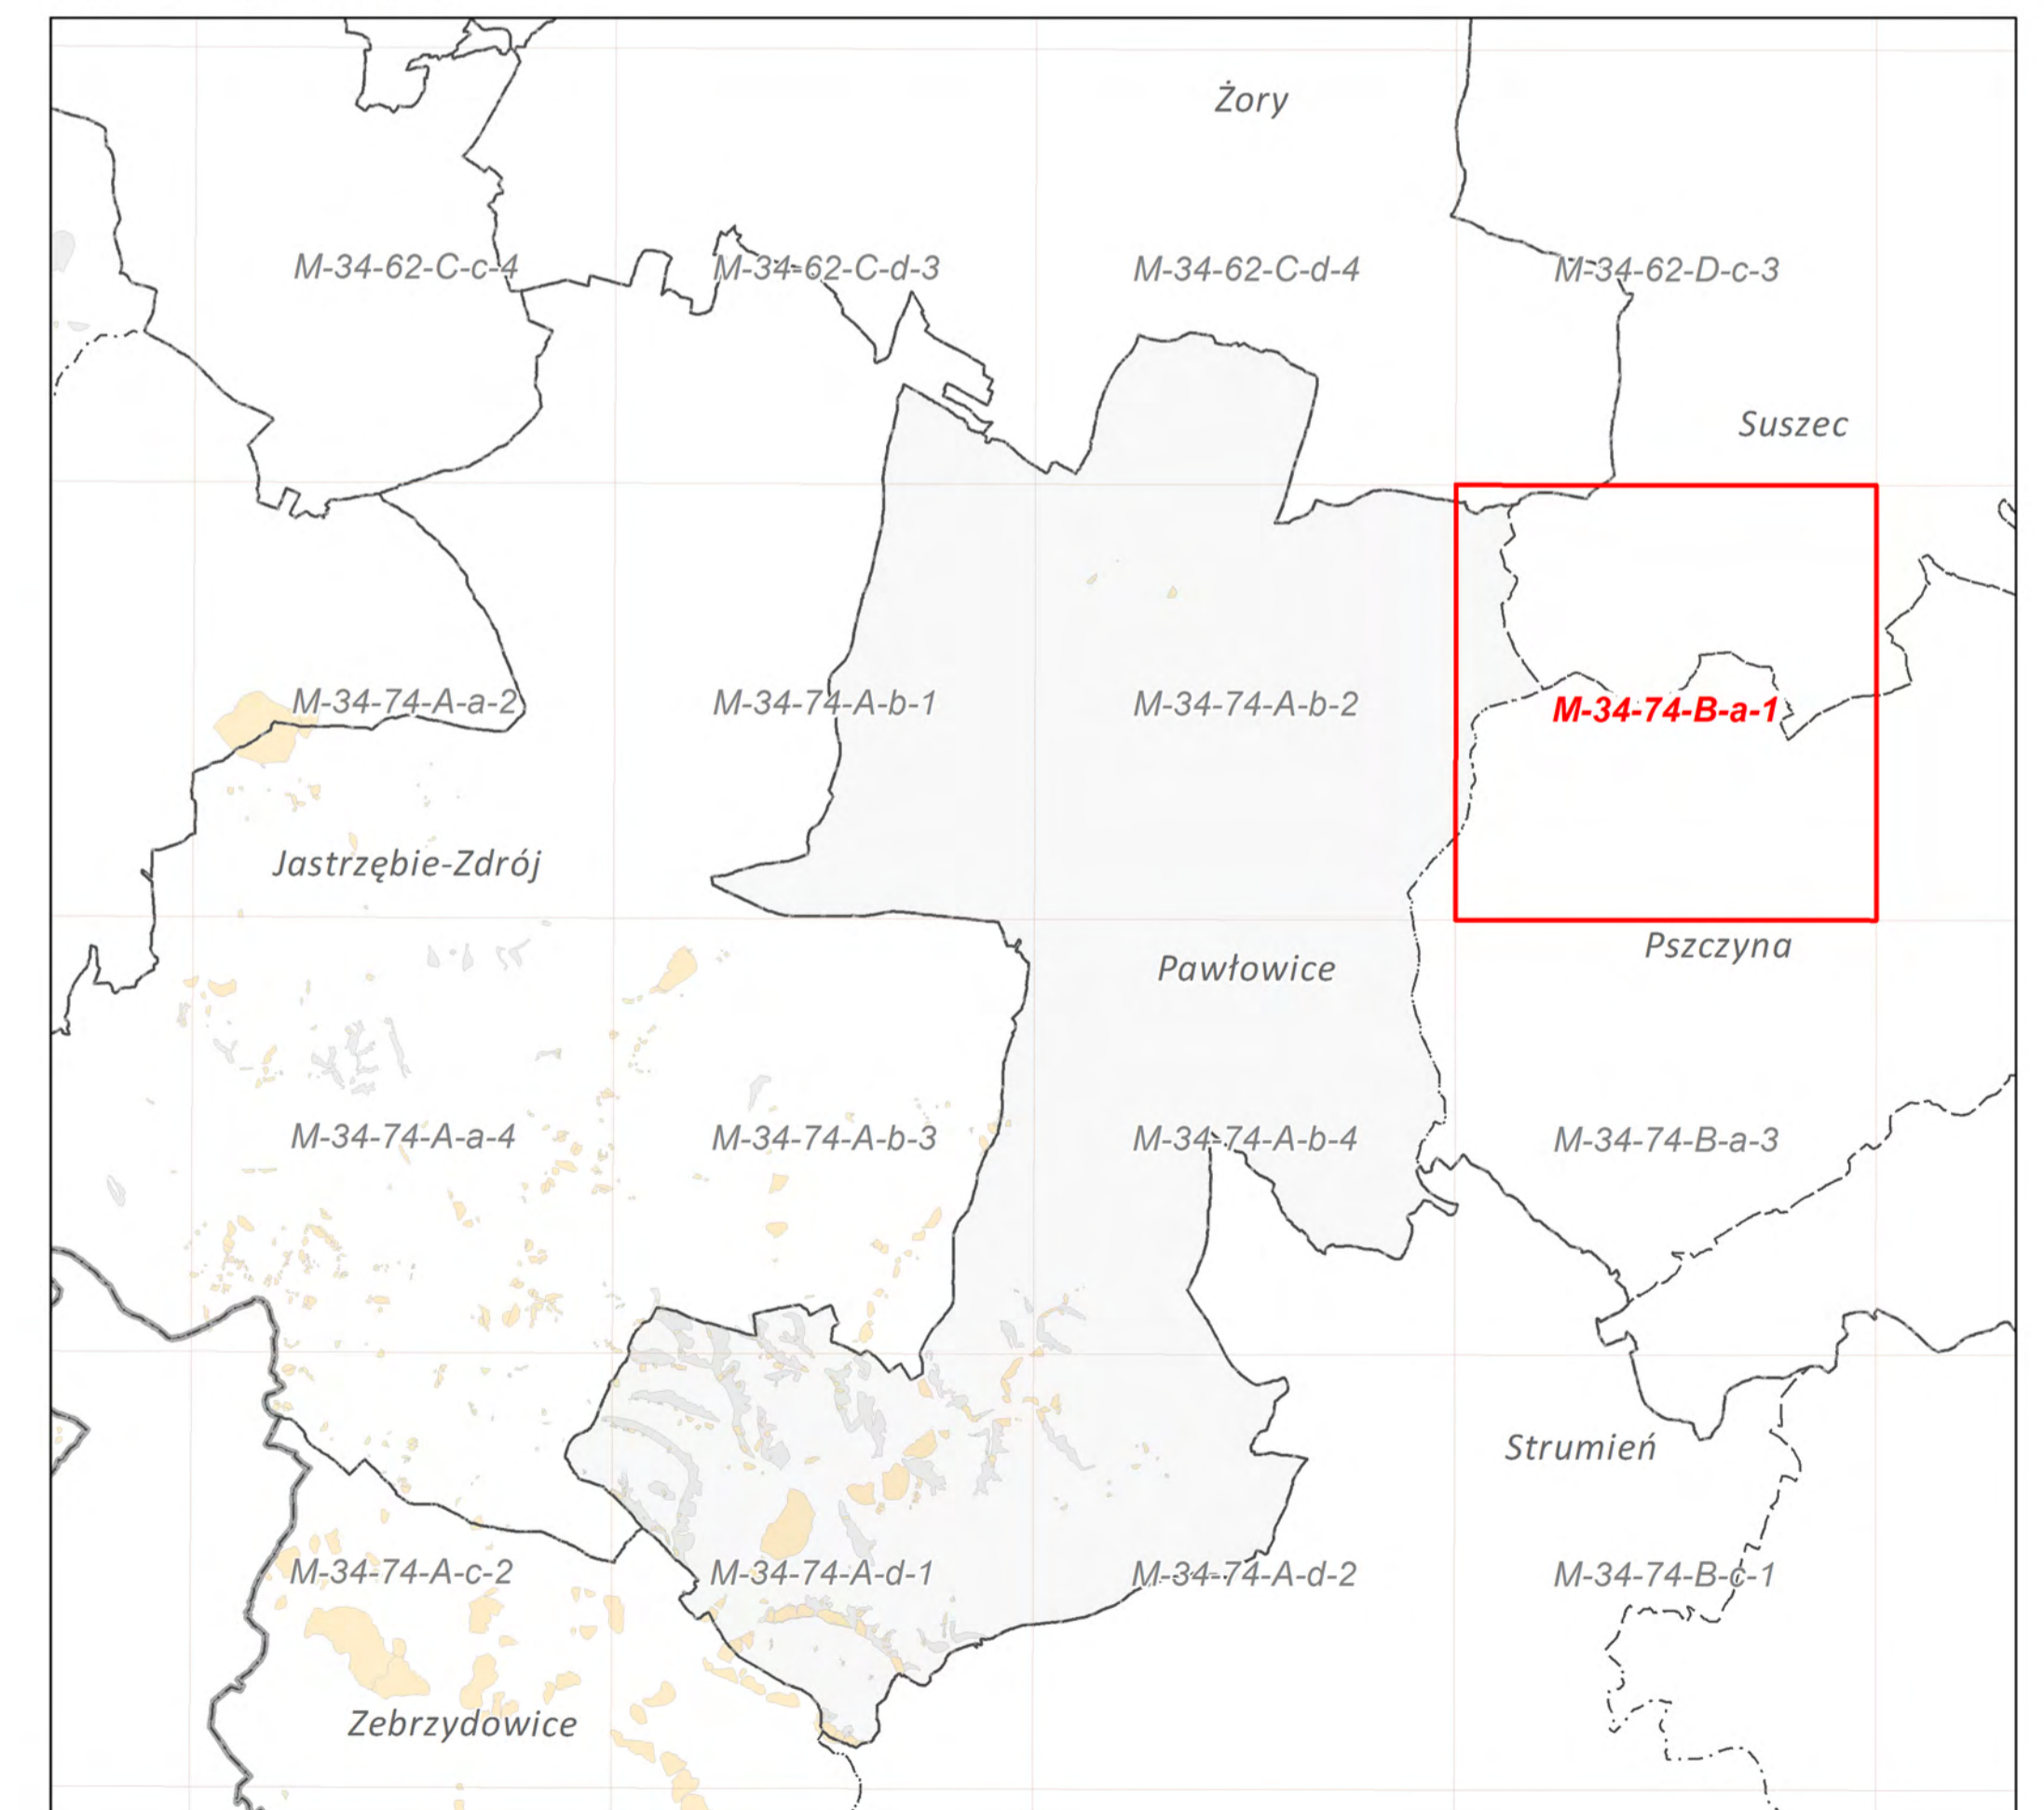 Żory
M-34-62-C-c-4
M-34-62-C-d-3
M-34-62-C-d-4
M-34-62-D-c-3
Suszec
M-34-74-A-a-2
M-34-74-A-b-1
M-34-74-A-b-2
M-34-74-B-a-1
Jastrzębie-Zdrój
Pawłowice
Pszczyna
M-34-74-A-a-4
M-34-74-A-b-3
M-34-74-A-b-4
M-34-74-B-a-3
Strumień
M-34-74-A-c-2
M-34-74-A-d-1
M-34-74-A-d-2
M-34-74-B-c-1
Zebrzydowice